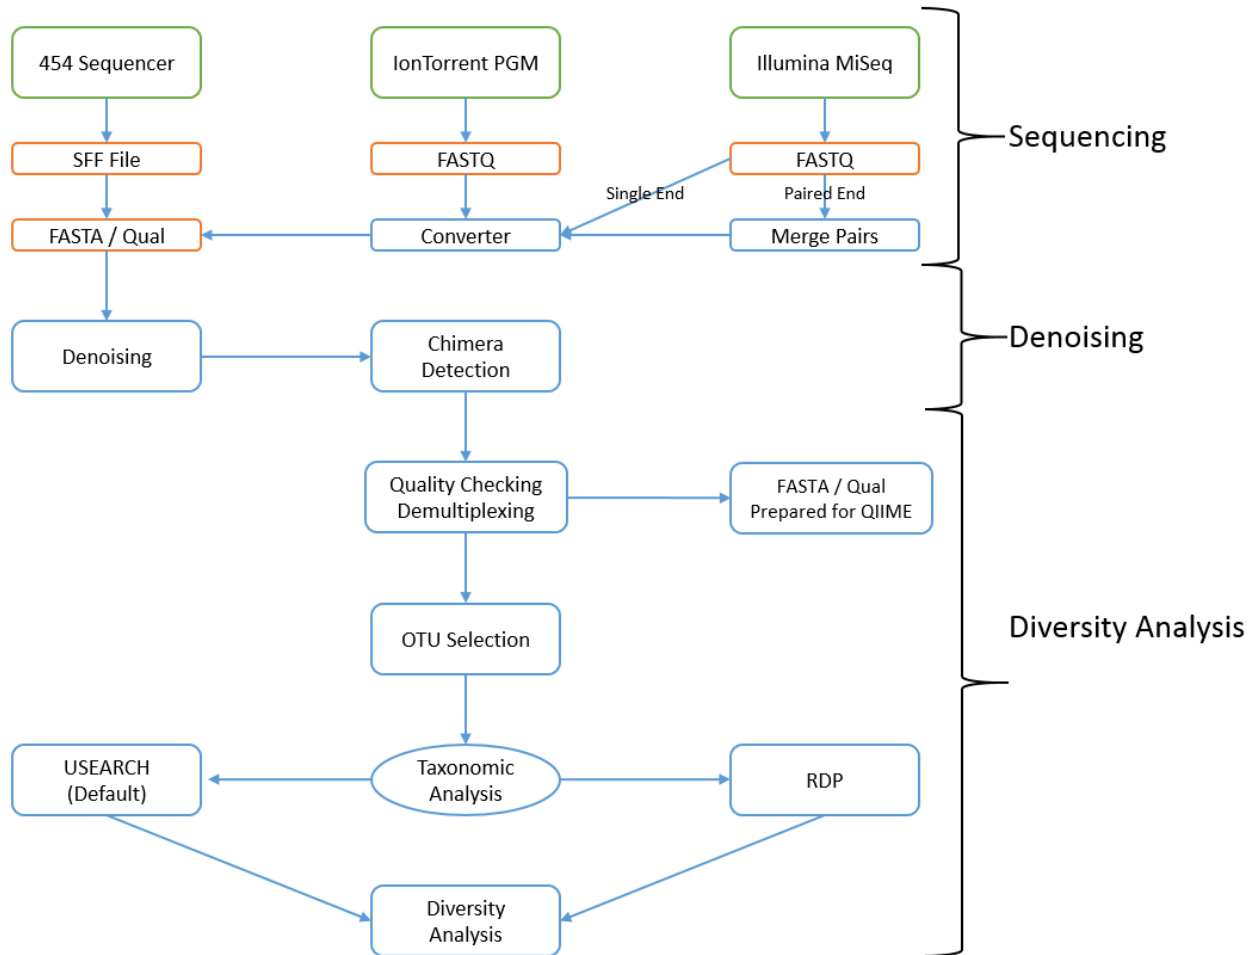 454 Sequencer
IonTorrent PGM
Illumina MiSeq
Sequencing
SFF File
FASTQ
FASTQ
Single End
Paired End
FASTA / Qual
Converter
Merge Pairs
Denoising
Denoising
Chimera
Detection
Quality Checking
Demultiplexing
FASTA / Qual
Prepared for QIIME
OTU Selection
Diversity Analysis
USEARCH
(Default)
Taxonomic
Analysis
RDP
Diversity
Analysis